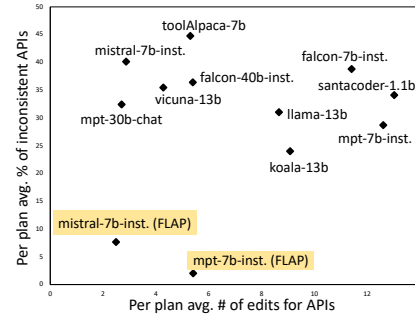 Per plan avg. % of inconsistent APIs
50
45
40
35
30
25
20
15
10
5
0
toolAlpaca-7b
mistral-7b-inst.
falcon-7b-inst.
falcon-40b-inst.
santacoder-1.1b
vicuna-13b
mpt-30b-chat
llama-13b
mpt-7b-inst.
koala-13b
mistral-7b-inst. (FLAP)
mpt-7b-inst. (FLAP)
0 2 4 6 8 10 12
Per plan avg. # of edits for APIs